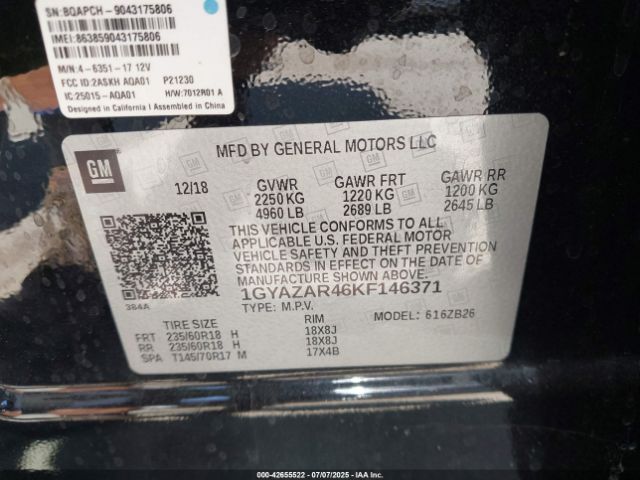 SN:BQAPCH-9043175806
IMEI:863859043175806
M/N:4-6351-17 12V
FCC ID:2ASKH AQA01 P21230
IC:25015-AQA01 H/W:7012R01 A
Designed in California I Assembled in China
GM
MFD BY GENERAL MOTORS LLC
12/18 GVWR GAWR FRT GAWR RR
2250 KG 1220 KG 1200 KG
4960 LB 2689 LB 2645 LB
THIS VEHICLE CONFORMS TO ALL
APPLICABLE U.S. FEDERAL MOTOR
VEHICLE SAFETY AND THEFT PREVENTION
STANDARDS IN EFFECT ON THE DATE OF
MANUFACTURE SHOWN ABOVE.
1GYAZAR46KF146371
384A TYPE: M.P.V. MODEL: 616ZB26
TIRE SIZE RIM
FRT 235/60R18 H 18X8J
RR 235/60R18 H 18X8J
SPA T145/70R17 M 17X4B
000-42655522 07/07/2025 IAA Inc.